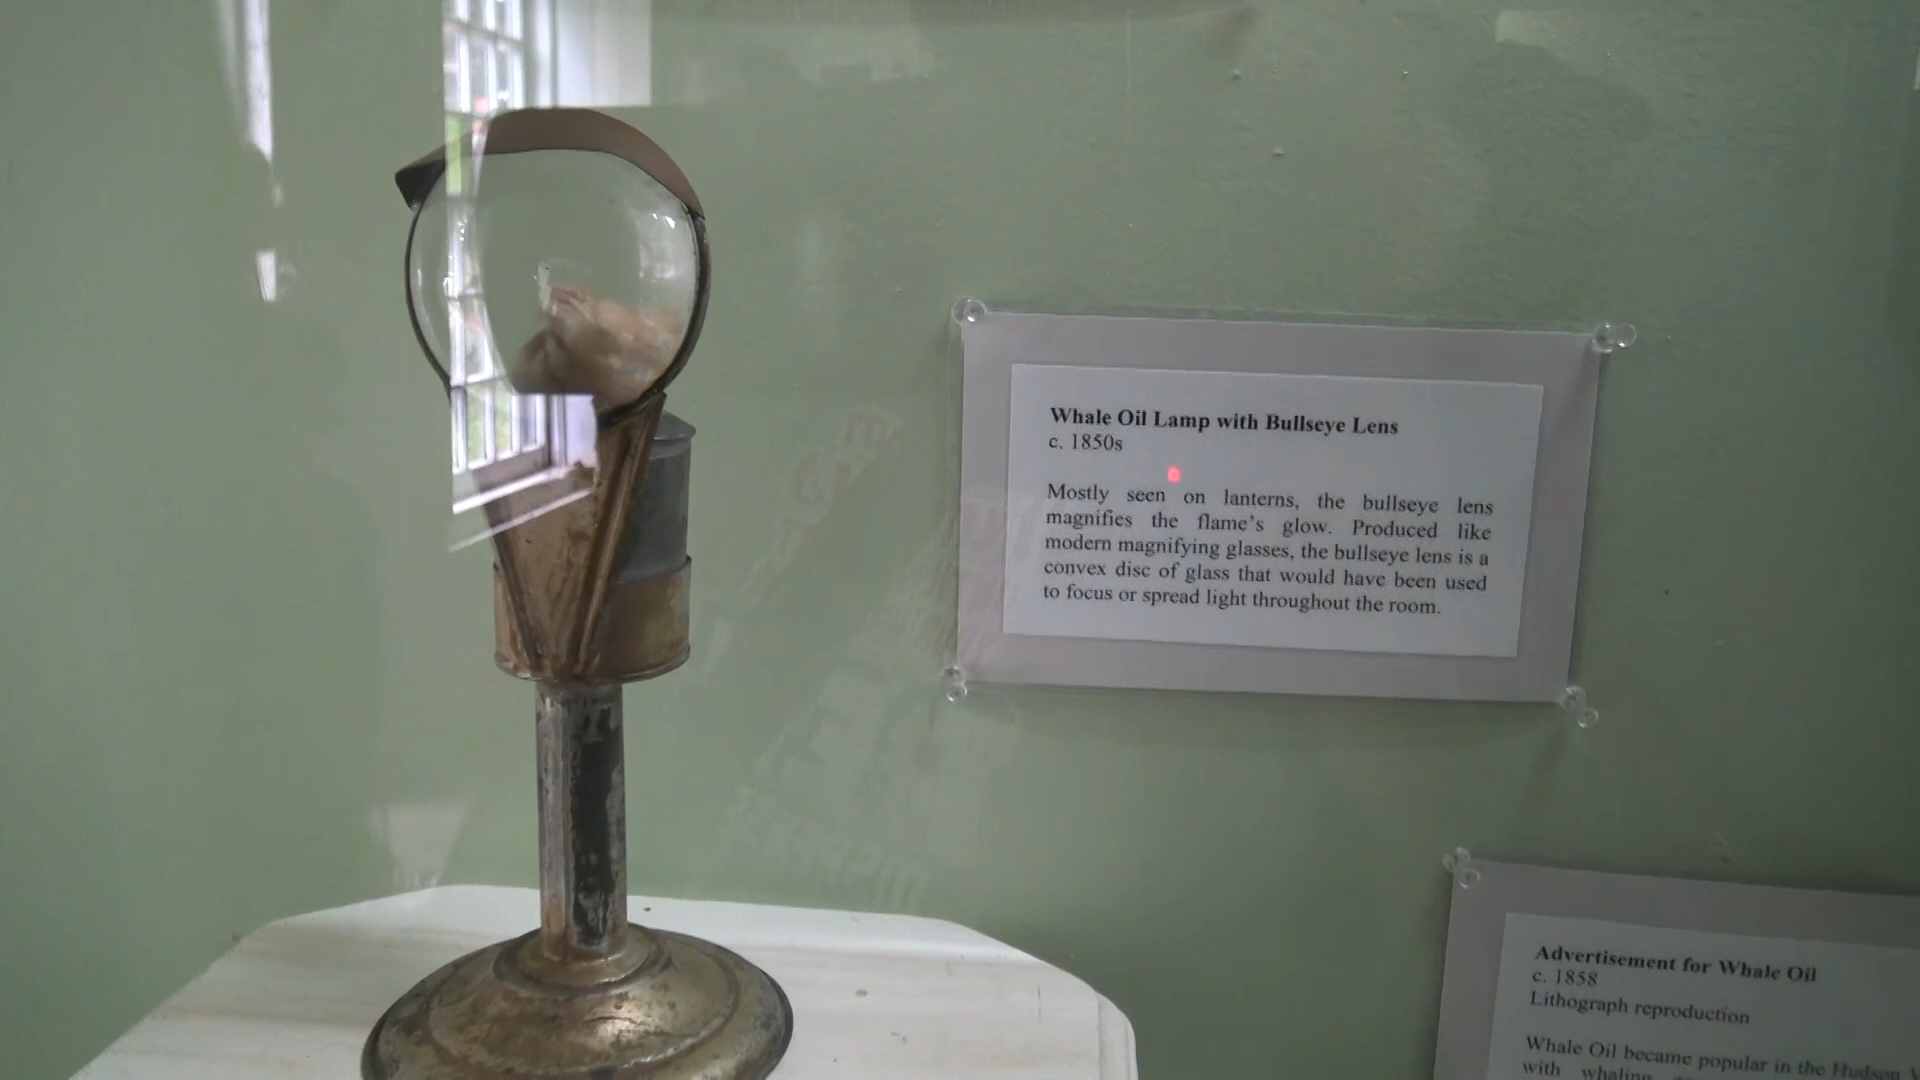 Whale Oil Lamp with Bullseye Lens
c. 1850s
Mostly seen on lanterns, the bullseye lens
magnifies the flame's glow. Produced like
modern magnifying glasses, the bullseye lens is a
convex disc of glass that would have been used
to focus or spread light throughout the room.
Advertisement for Whale Oil
c. 1858
Lithograph reproduction
Whale Oil became popular in the Hudson
with whaling